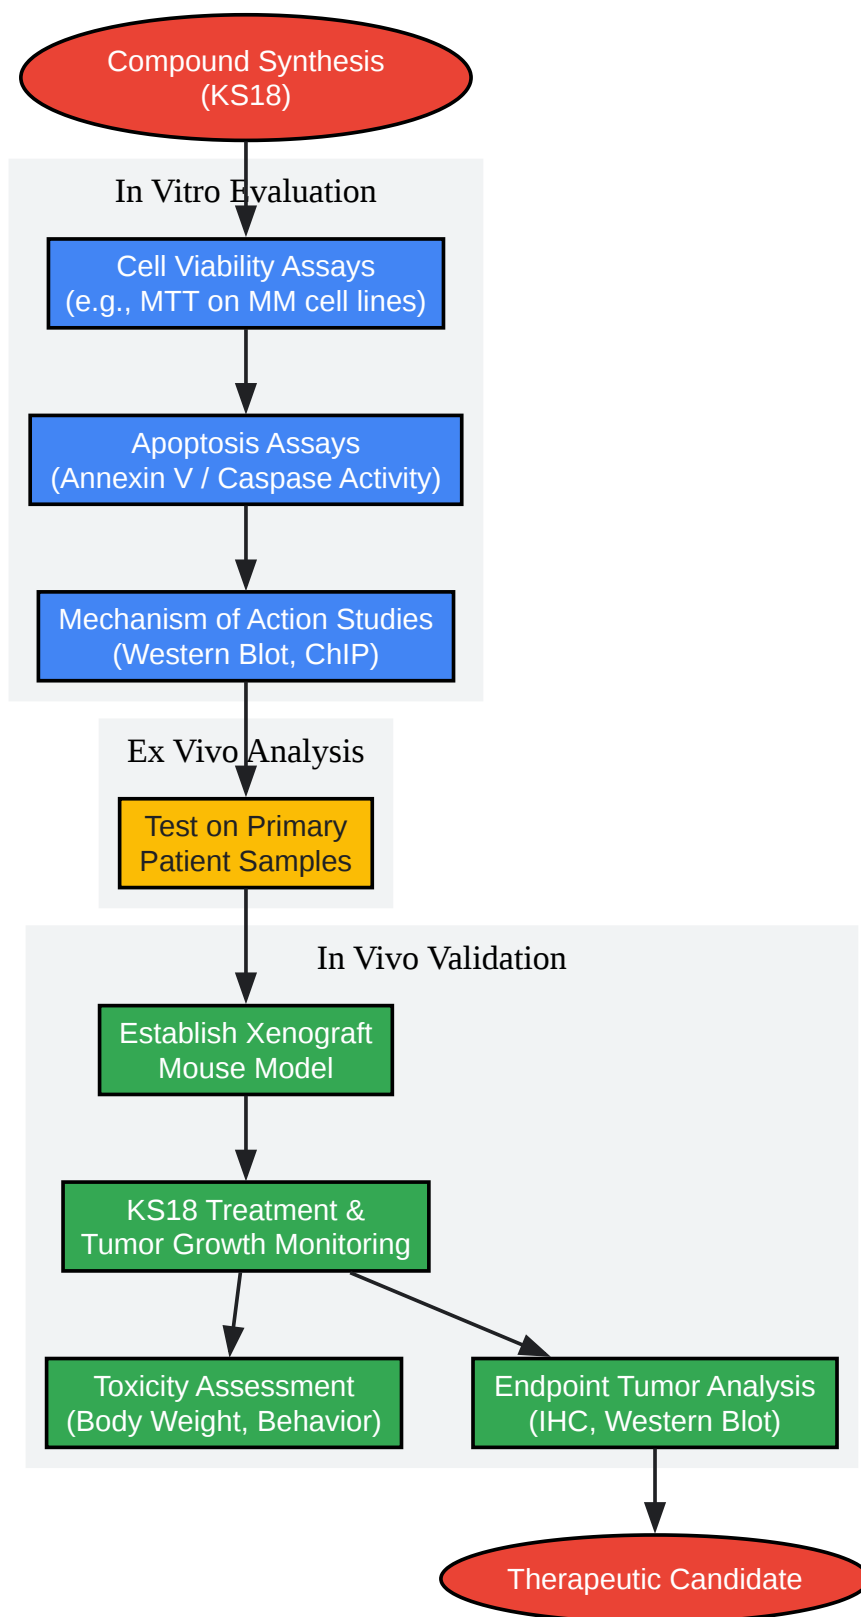 Compound Synthesis
(KS18)
In Vitro Evaluation
Cell Viability Assays
(e.g., MTT on MM cell lines)
Apoptosis Assays
(Annexin V / Caspase Activity)
Mechanism of Action Studies
(Western Blot, ChIP)
Ex Vivo Analysis
Test on Primary
Patient Samples
In Vivo Validation
Establish Xenograft
Mouse Model
KS18 Treatment &
Tumor Growth Monitoring
Toxicity Assessment
(Body Weight, Behavior)
Endpoint Tumor Analysis
(IHC, Western Blot)
Therapeutic Candidate